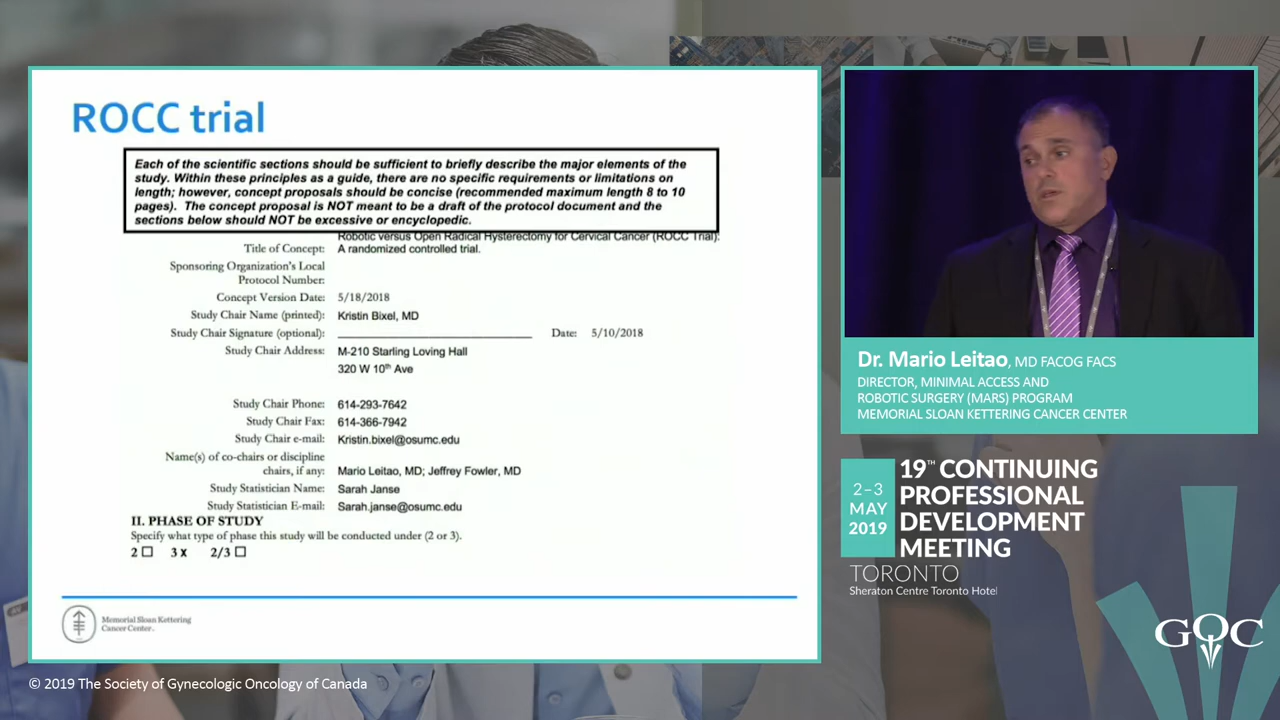 ROCC trial
Each of the scientific sections should be sufficient to briefly describe the major elements of the
study. Within these principles as a guide, there are no specific requirements or limitations on
length; however, concept proposals should be concise (recommended maximum length 8 to 10
pages). The concept proposal is NOT meant to be a draft of the protocol document and the
sections below should NOT be excessive or encyclopedic.
Robotic versus Open Radical Hysterectomy for Cervical Cancer (ROCC Trial):
Title of Concept: A randomized controlled trial.
Sponsoring Organization's Local
Protocol Number:
Concept Version Date: 5/18/2018
Study Chair Name (printed): Kristin Bixel, MD
Study Chair Signature (optional): Date: 5/10/2018
Study Chair Address: M-210 Starling Loving Hall
320 W 10th Ave
Study Chair Phone: 614-293-7642
Study Chair Fax: 614-366-7942
Study Chair e-mail: Kristin.bixel@osumc.edu
Name(s) of co-chairs or discipline
chairs, if any: Mario Leitao, MD; Jeffrey Fowler, MD
Study Statistician Name: Sarah Janse
Study Statistician E-mail: Sarah.janse@osumc.edu
II. PHASE OF STUDY
Specify what type of phase this study will be conducted under (2 or 3).
2 ☐ 3 x 2/3 ☐
Memorial Sloan Kettering
Cancer Center
Dr. Mario Leitao, MD FACOG FACS
DIRECTOR, MINIMAL ACCESS AND
ROBOTIC SURGERY (MARS) PROGRAM
MEMORIAL SLOAN KETTERING CANCER CENTER
2–3
MAY
2019
19TH CONTINUING
PROFESSIONAL
DEVELOPMENT
MEETING
TORONTO
Sheraton Centre Toronto Hotel
GOC
© 2019 The Society of Gynecologic Oncology of Canada